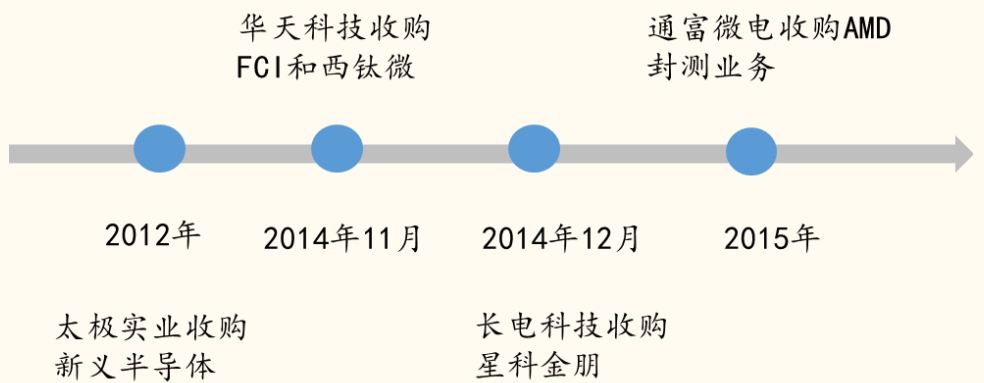 华天科技收购
FCI和西钛微
通富微电收购AMD
封测业务
2012年
2014年11月
2014年12月
2015年
太极实业收购
新义半导体
长电科技收购
星科金朋